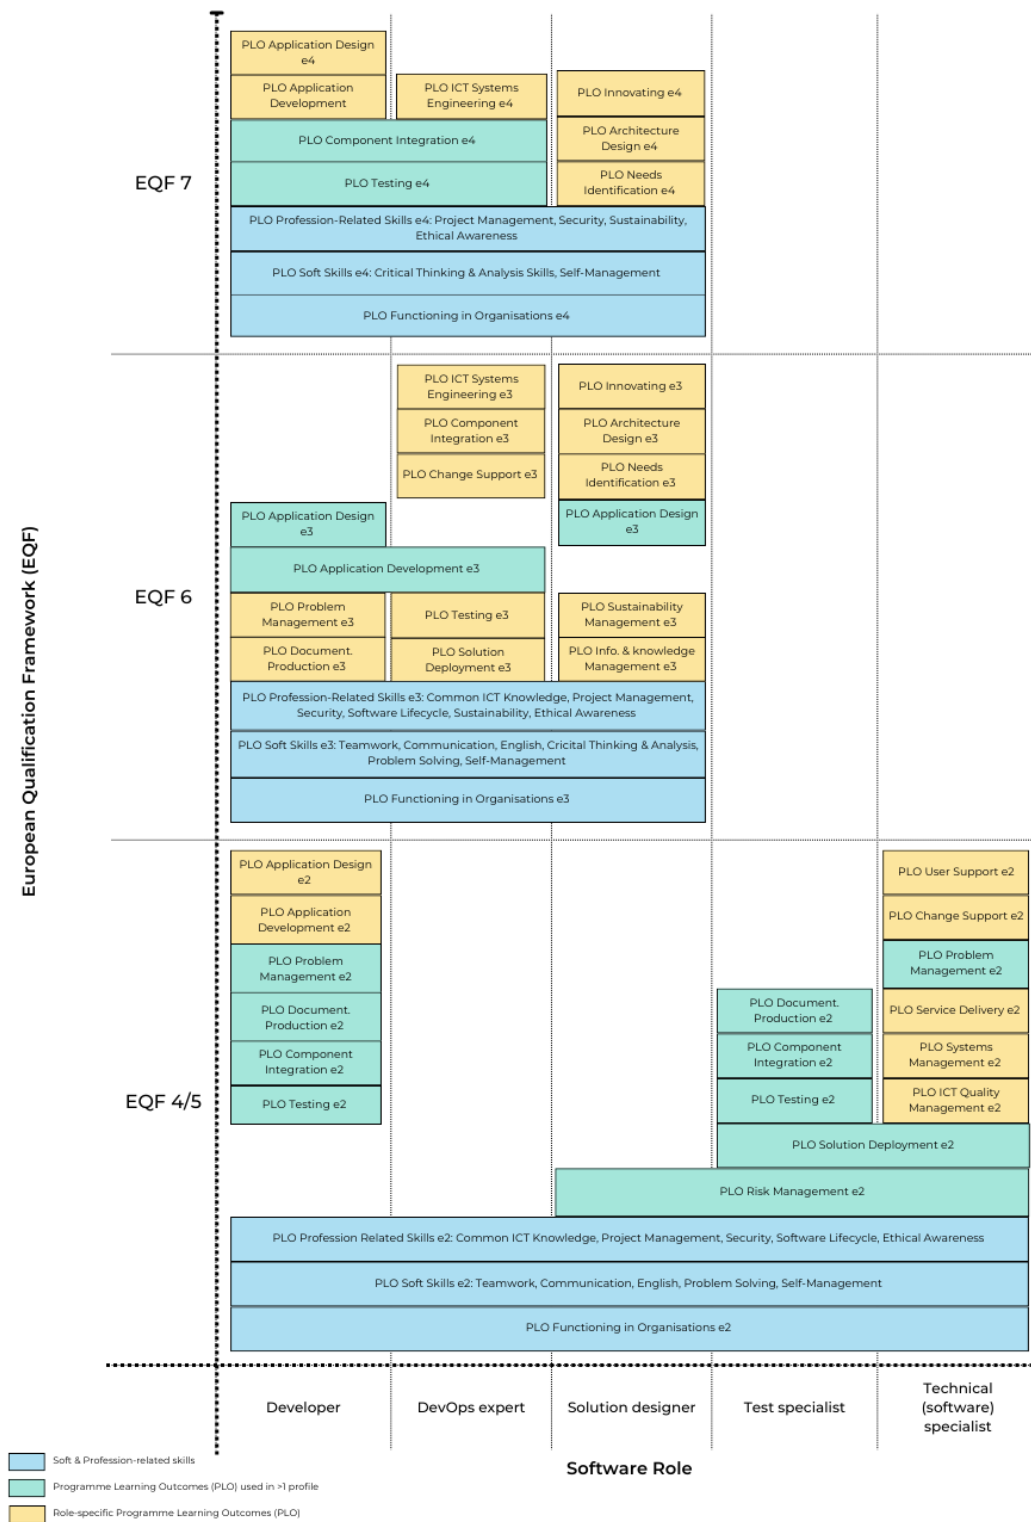 European Qualification Framework (EQF)
EQF 7
PLO Application Design
e4
PLO Application
Development
PLO ICT Systems
Engineering e4
PLO Innovating e4
PLO Component Integration e4
PLO Architecture
Design e4
PLO Testing e4
PLO Needs
Identification e4
PLO Profession-Related Skills e4: Project Management, Security, Sustainability,
Ethical Awareness
PLO Soft Skills e4: Critical Thinking & Analysis Skills, Self-Management
PLO Functioning in Organisations e4
EQF 6
PLO ICT Systems
Engineering e3
PLO Innovating e3
PLO Component
Integration e3
PLO Architecture
Design e3
PLO Change Support e3
PLO Needs
Identification e3
PLO Application Design
e3
PLO Application Design
e3
PLO Application Development e3
PLO Problem
Management e3
PLO Testing e3
PLO Sustainability
Management e3
PLO Document.
Production e3
PLO Solution
Deployment e3
PLO Info. & knowledge
Management e3
PLO Profession-Related Skills e3: Common ICT Knowledge, Project Management,
Security, Software Lifecycle, Sustainability, Ethical Awareness
PLO Soft Skills e3: Teamwork, Communication, English, Cricital Thinking & Analysis,
Problem Solving, Self-Management
PLO Functioning in Organisations e3
EQF 4/5
PLO Application Design
e2
PLO User Support e2
PLO Application
Development e2
PLO Change Support e2
PLO Problem
Management e2
PLO Problem
Management e2
PLO Document.
Production e2
PLO Document.
Production e2
PLO Service Delivery e2
PLO Component
Integration e2
PLO Component
Integration e2
PLO Systems
Management e2
PLO Testing e2
PLO Testing e2
PLO ICT Quality
Management e2
PLO Solution Deployment e2
PLO Risk Management e2
PLO Profession Related Skills e2: Common ICT Knowledge, Project Management, Security, Software Lifecycle, Ethical Awareness
PLO Soft Skills e2: Teamwork, Communication, English, Problem Solving, Self-Management
PLO Functioning in Organisations e2
Developer
DevOps expert
Solution designer
Test specialist
Technical
(software)
specialist
Software Role
Soft & Profession-related skills
Programme Learning Outcomes (PLO) used in >1 profile
Role-specific Programme Learning Outcomes (PLO)